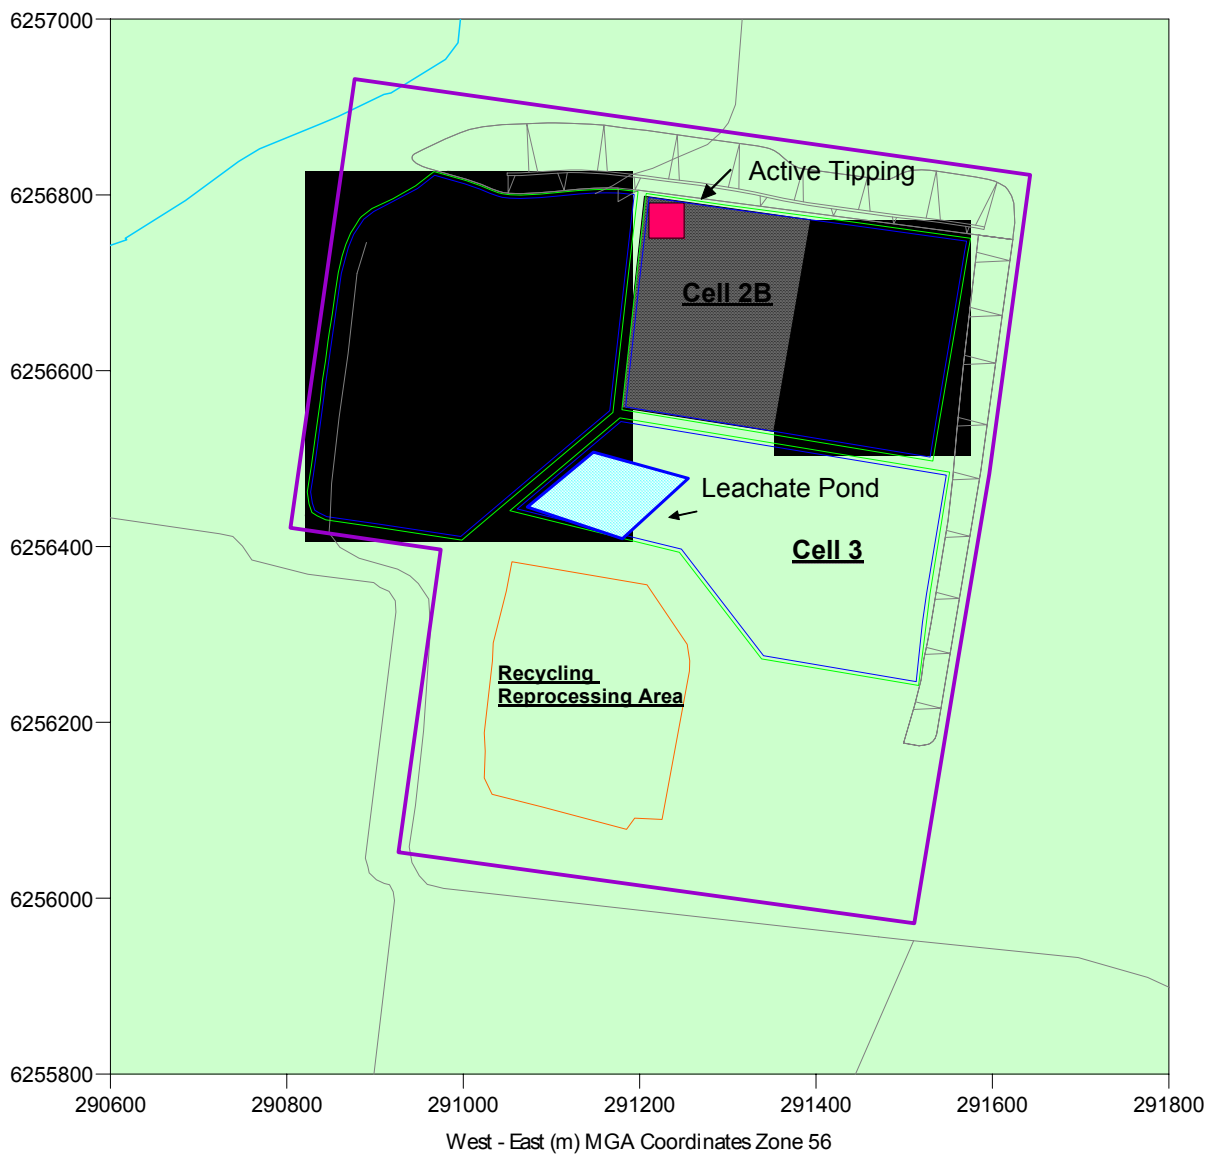 6257000
Active Tipping
6256800
Cell 2B
6256600
Leachate Pond
6256400
Cell 3
Recycling
Reprocessing Area
6256200
6256000
6255800
290600 290800 291000 291200 291400 291600 291800
West - East (m) MGA Coordinates Zone 56